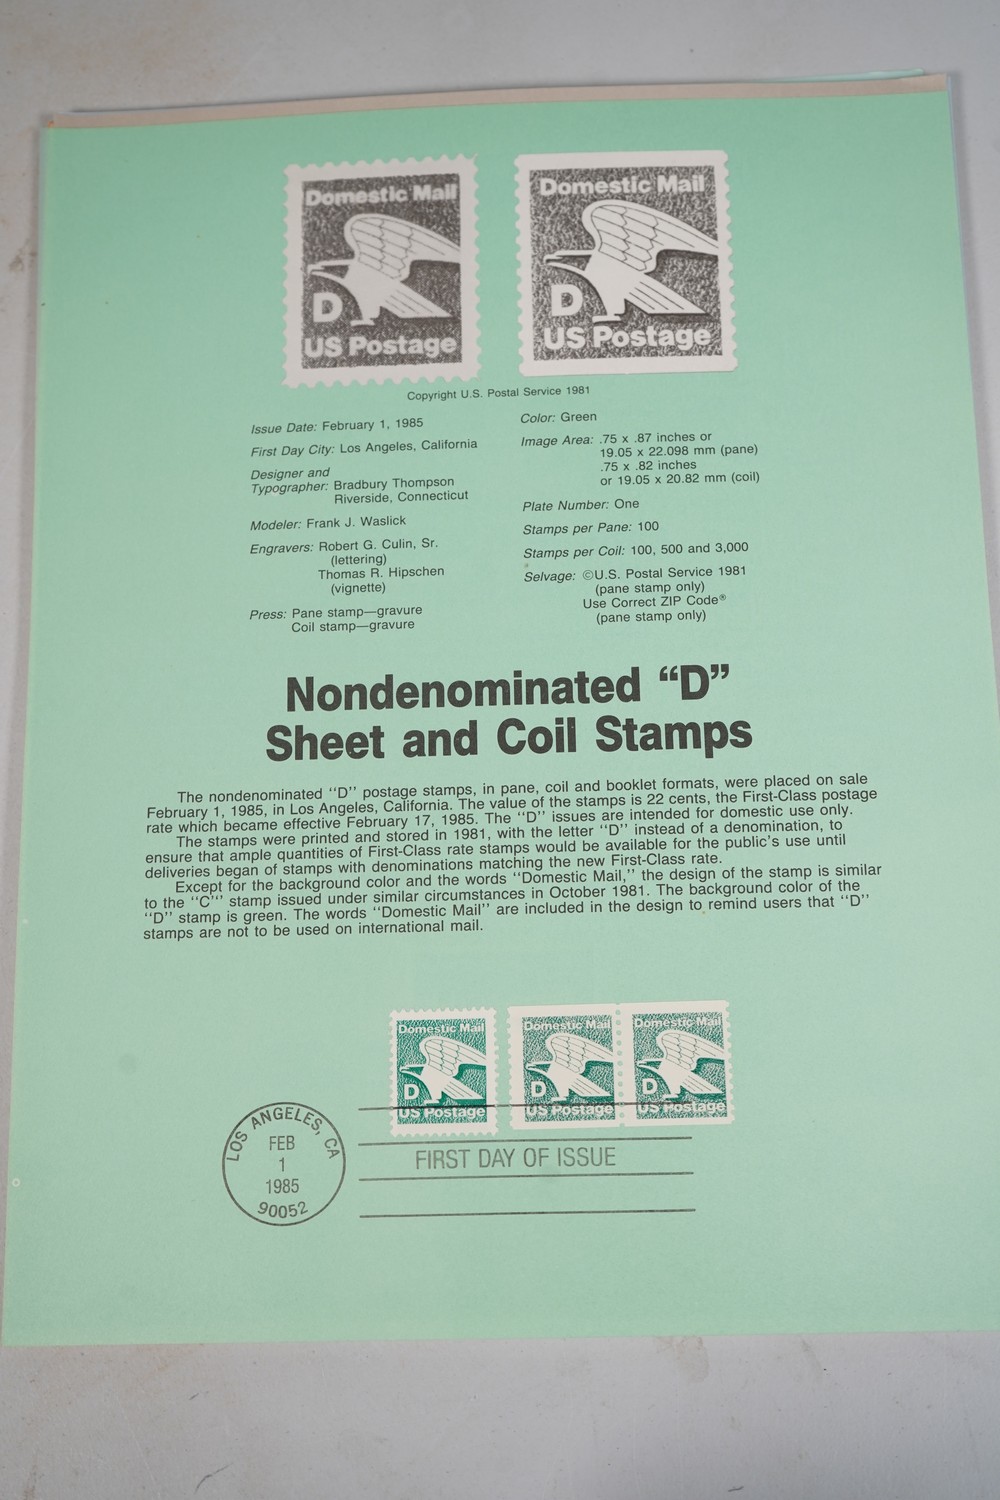 Domestic Mail
D
US Postage
Domestic Mail
D
US Postage
Copyright U.S. Postal Service 1981
Issue Date: February 1, 1985
First Day City: Los Angeles, California
Designer and
Typographer: Bradbury Thompson
Riverside, Connecticut
Modeler: Frank J. Waslick
Engravers: Robert G. Culin, Sr.
(lettering)
Thomas R. Hipschen
(vignette)
Press: Pane stamp—gravure
Coil stamp—gravure
Color: Green
Image Area: .75 x .87 inches or
19.05 x 22.098 mm (pane)
.75 x .82 inches
or 19.05 x 20.82 mm (coil)
Plate Number: One
Stamps per Pane: 100
Stamps per Coil: 100, 500 and 3,000
Selvage: ©U.S. Postal Service 1981
(pane stamp only)
Use Correct ZIP Code®
(pane stamp only)
Nondenominated “D”
Sheet and Coil Stamps
The nondenominated ‘‘D’’ postage stamps, in pane, coil and booklet formats, were placed on sale
February 1, 1985, in Los Angeles, California. The value of the stamps is 22 cents, the First-Class postage
rate which became effective February 17, 1985. The ‘‘D’’ issues are intended for domestic use only.
The stamps were printed and stored in 1981, with the letter ‘‘D’’ instead of a denomination, to
ensure that ample quantities of First-Class rate stamps would be available for the public’s use until
deliveries began of stamps with denominations matching the new First-Class rate.
Except for the background color and the words ‘‘Domestic Mail,’’ the design of the stamp is similar
to the ‘‘C’’ stamp issued under similar circumstances in October 1981. The background color of the
‘‘D’’ stamp is green. The words ‘‘Domestic Mail’’ are included in the design to remind users that ‘‘D’’
stamps are not to be used on international mail.
Domestic Mail
D
US Postage
Domestic Mail
D
US Postage
Domestic Mail
D
US Postage
LOS ANGELES, CA
FEB
1
1985
90052
FIRST DAY OF ISSUE